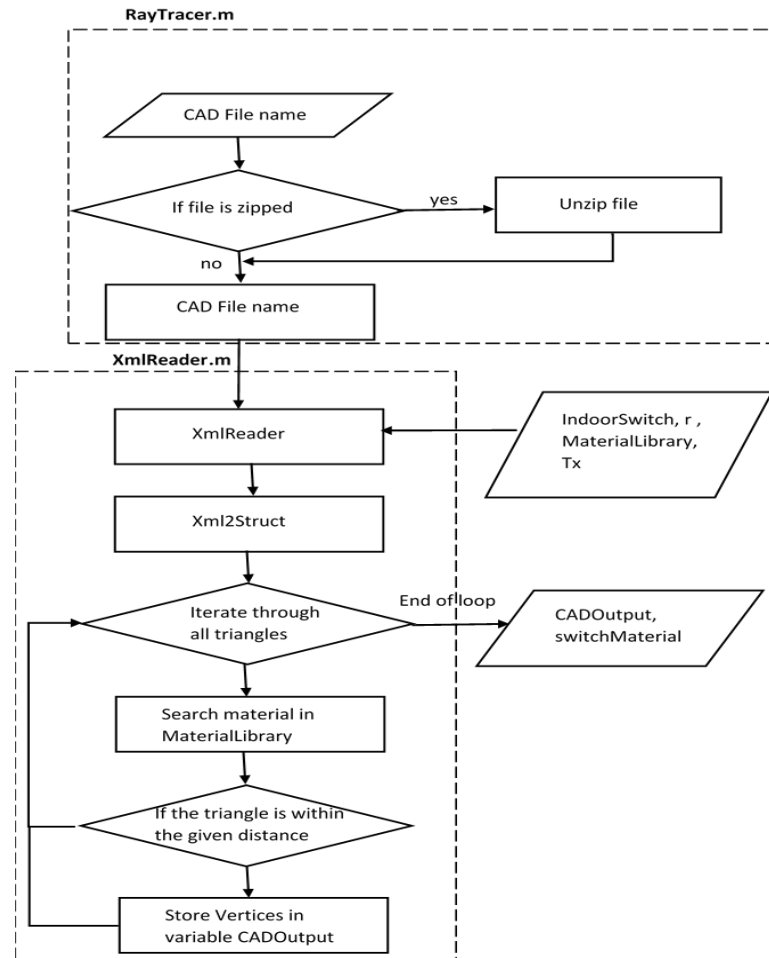 RayTracer.m
CAD File name
If file is zipped
yes
Unzip file
no
CAD File name
XmlReader.m
XmlReader
IndoorSwitch, r ,
MaterialLibrary,
Tx
Xml2Struct
Iterate through
all triangles
End of loop
CADOutput,
switchMaterial
Search material in
MaterialLibrary
If the triangle is within
the given distance
Store Vertices in
variable CADOutput